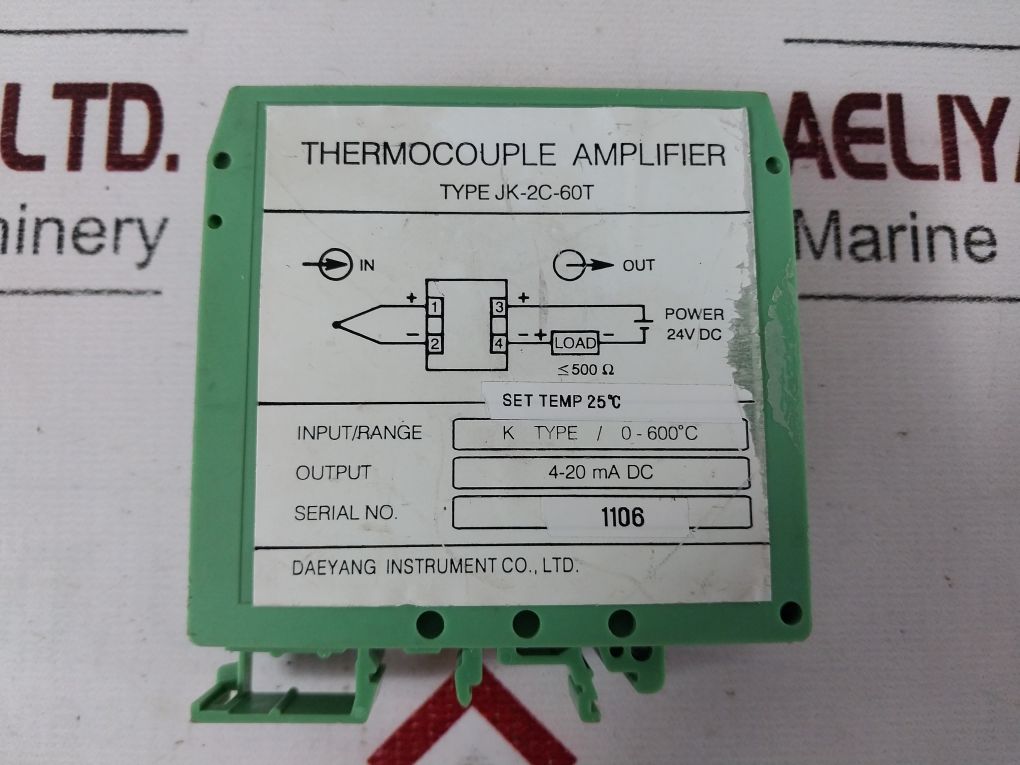 LTD.
AELIYA
hinery
Marine
THERMOCOUPLE AMPLIFIER
TYPE JK-2C-60T
IN
OUT
+ 1 3 +
POWER
24V DC
- 2 4 - + LOAD -
≤500 Ω
SET TEMP 25℃
INPUT/RANGE K TYPE / 0-600°C
OUTPUT 4-20 mA DC
SERIAL NO. 1106
DAEYANG INSTRUMENT CO., LTD.